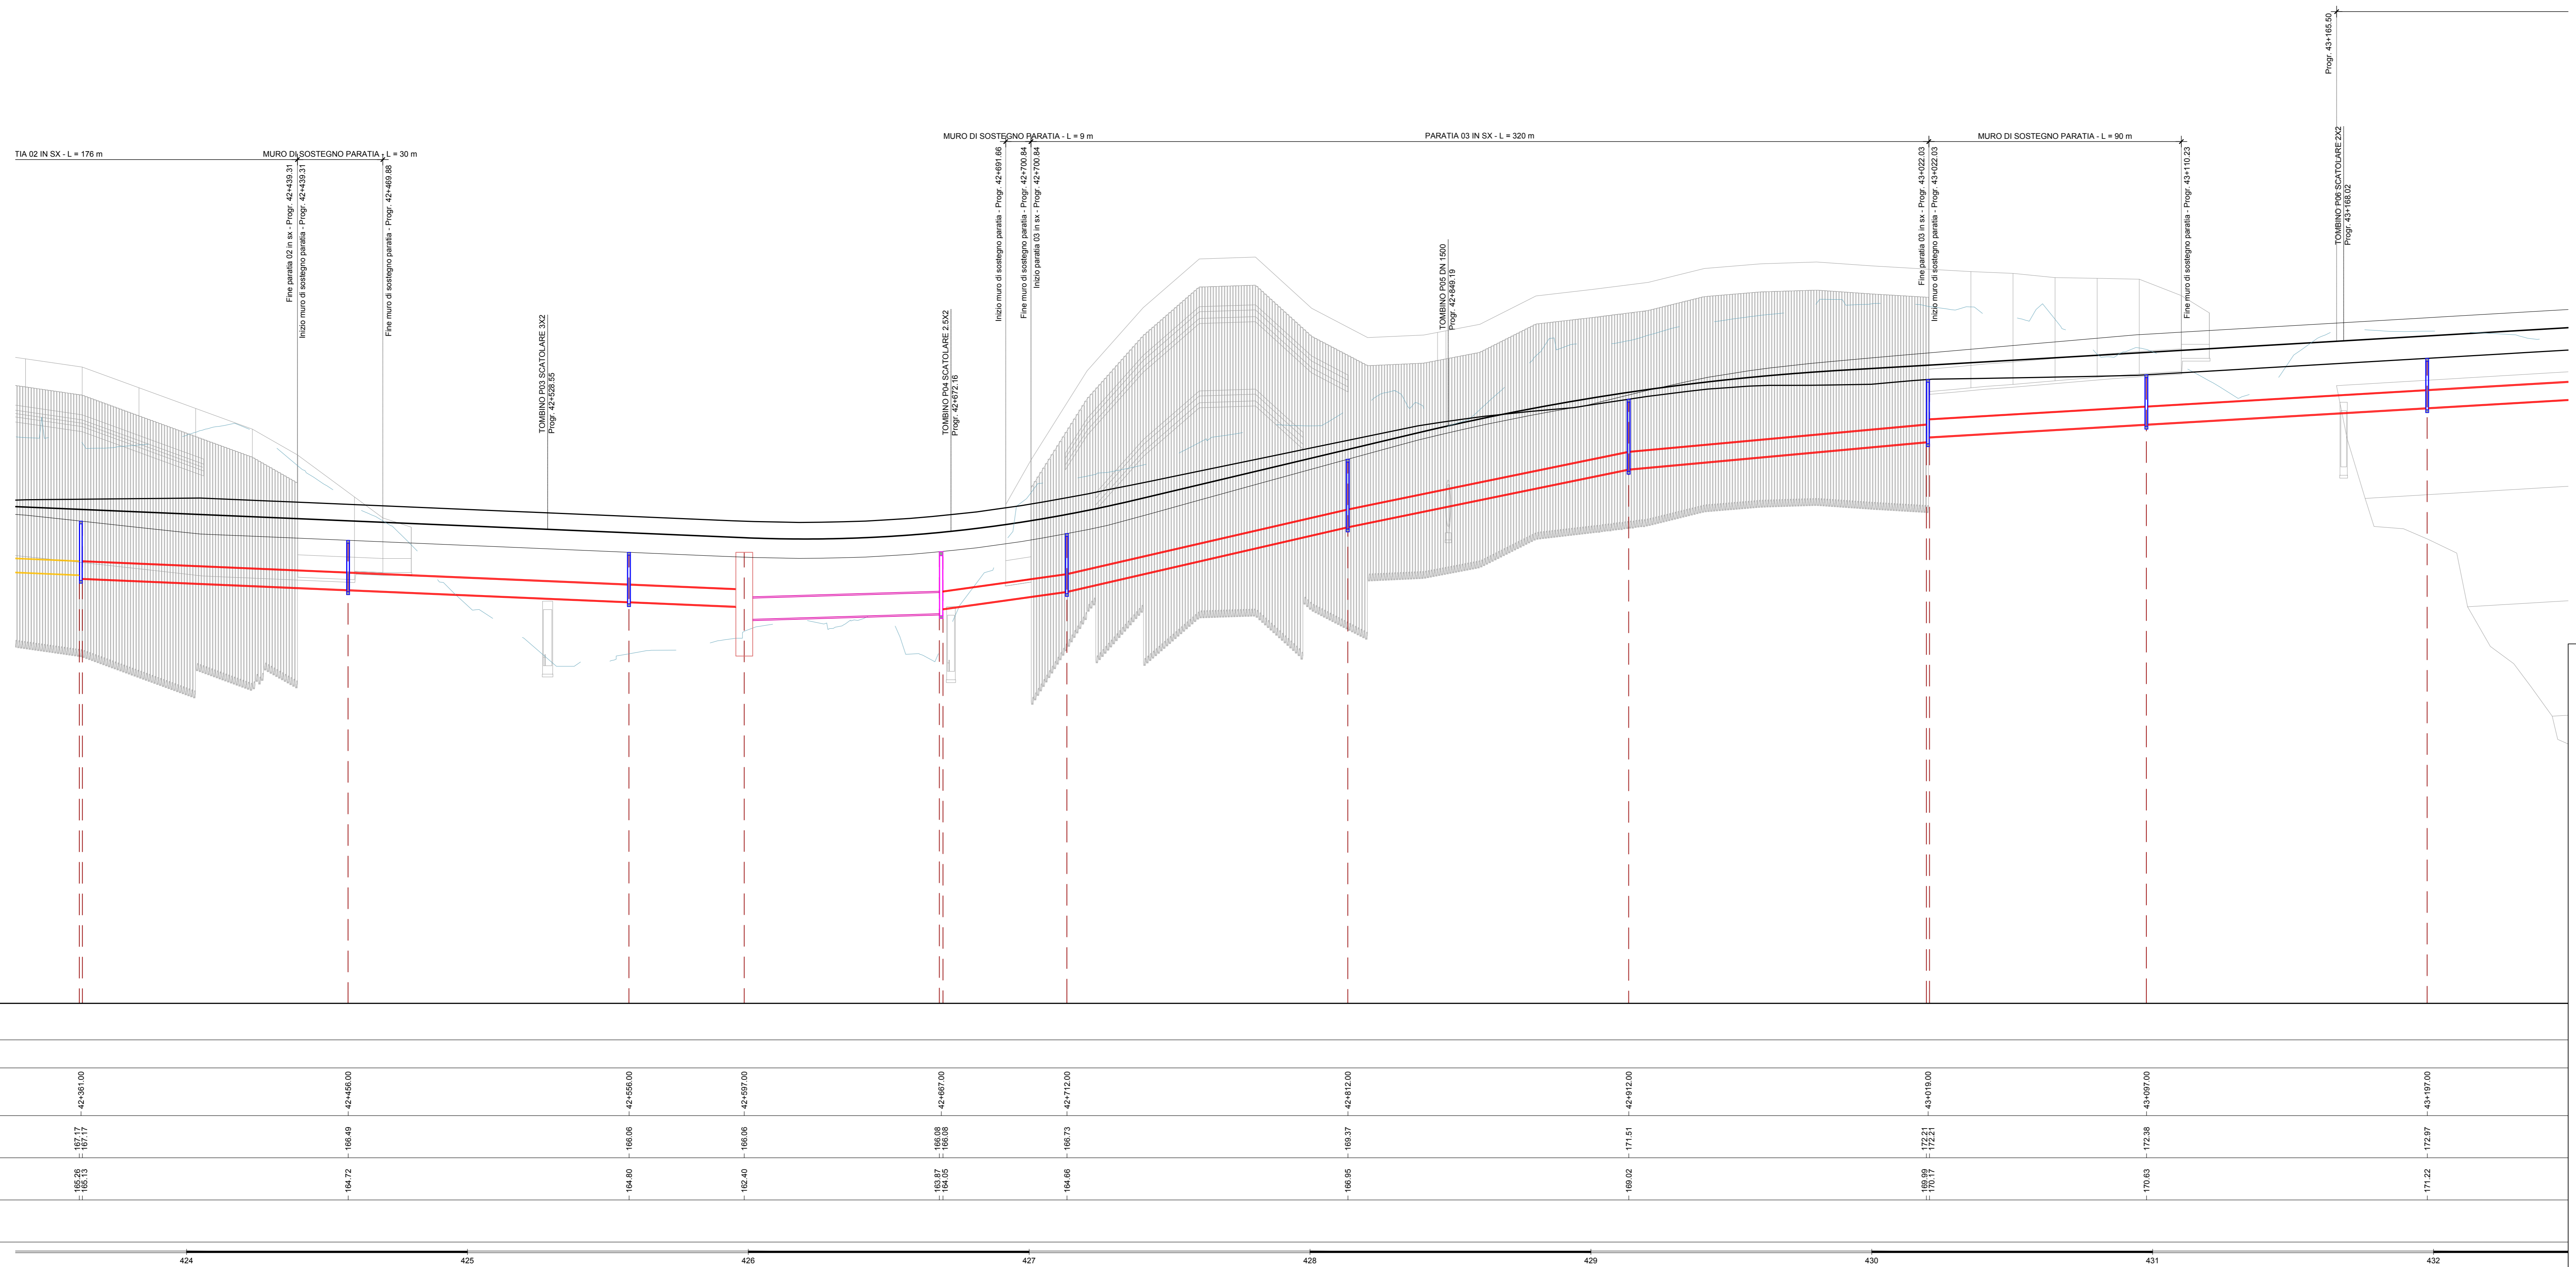 Progr. 43+165.50
MURO DI SOSTEGNO PARATIA - L = 9 m
PARATIA 03 IN SX - L = 320 m
MURO DI SOSTEGNO PARATIA - L = 90 m
TIA 02 IN SX - L = 176 m
MURO DI SOSTEGNO PARATIA - L = 30 m
Fine paratia 02 in sx - Progr. 42+439.31
Inizio muro di sostegno paratia - Progr. 42+439.31
Fine muro di sostegno paratia - Progr. 42+469.88
TOMBINO P03 SCATOLARE 3X2
Progr. 42+528.55
TOMBINO P04 SCATOLARE 2.5X2
Progr. 42+672.16
Inizio muro di sostegno paratia - Progr. 42+691.66
Fine muro di sostegno paratia - Progr. 42+700.84
Inizio paratia 03 in sx - Progr. 42+700.84
TOMBINO P05 DN 1500
Progr. 42+849.19
Fine paratia 03 in sx - Progr. 43+022.03
Inizio muro di sostegno paratia - Progr. 43+022.03
Fine muro di sostegno paratia - Progr. 43+110.23
TOMBINO P06 SCATOLARE 2X2
Progr. 43+168.02
42+361.00
42+456.00
42+556.00
42+597.00
42+667.00
42+712.00
42+812.00
42+912.00
43+019.00
43+097.00
43+197.00
167.17
167.17
166.49
166.06
166.06
166.08
166.08
166.73
169.37
171.51
172.21
172.21
172.38
172.97
165.26
165.13
164.72
164.80
162.40
163.87
164.05
164.66
166.95
169.02
169.99
170.17
170.63
171.22
424
425
426
427
428
429
430
431
432